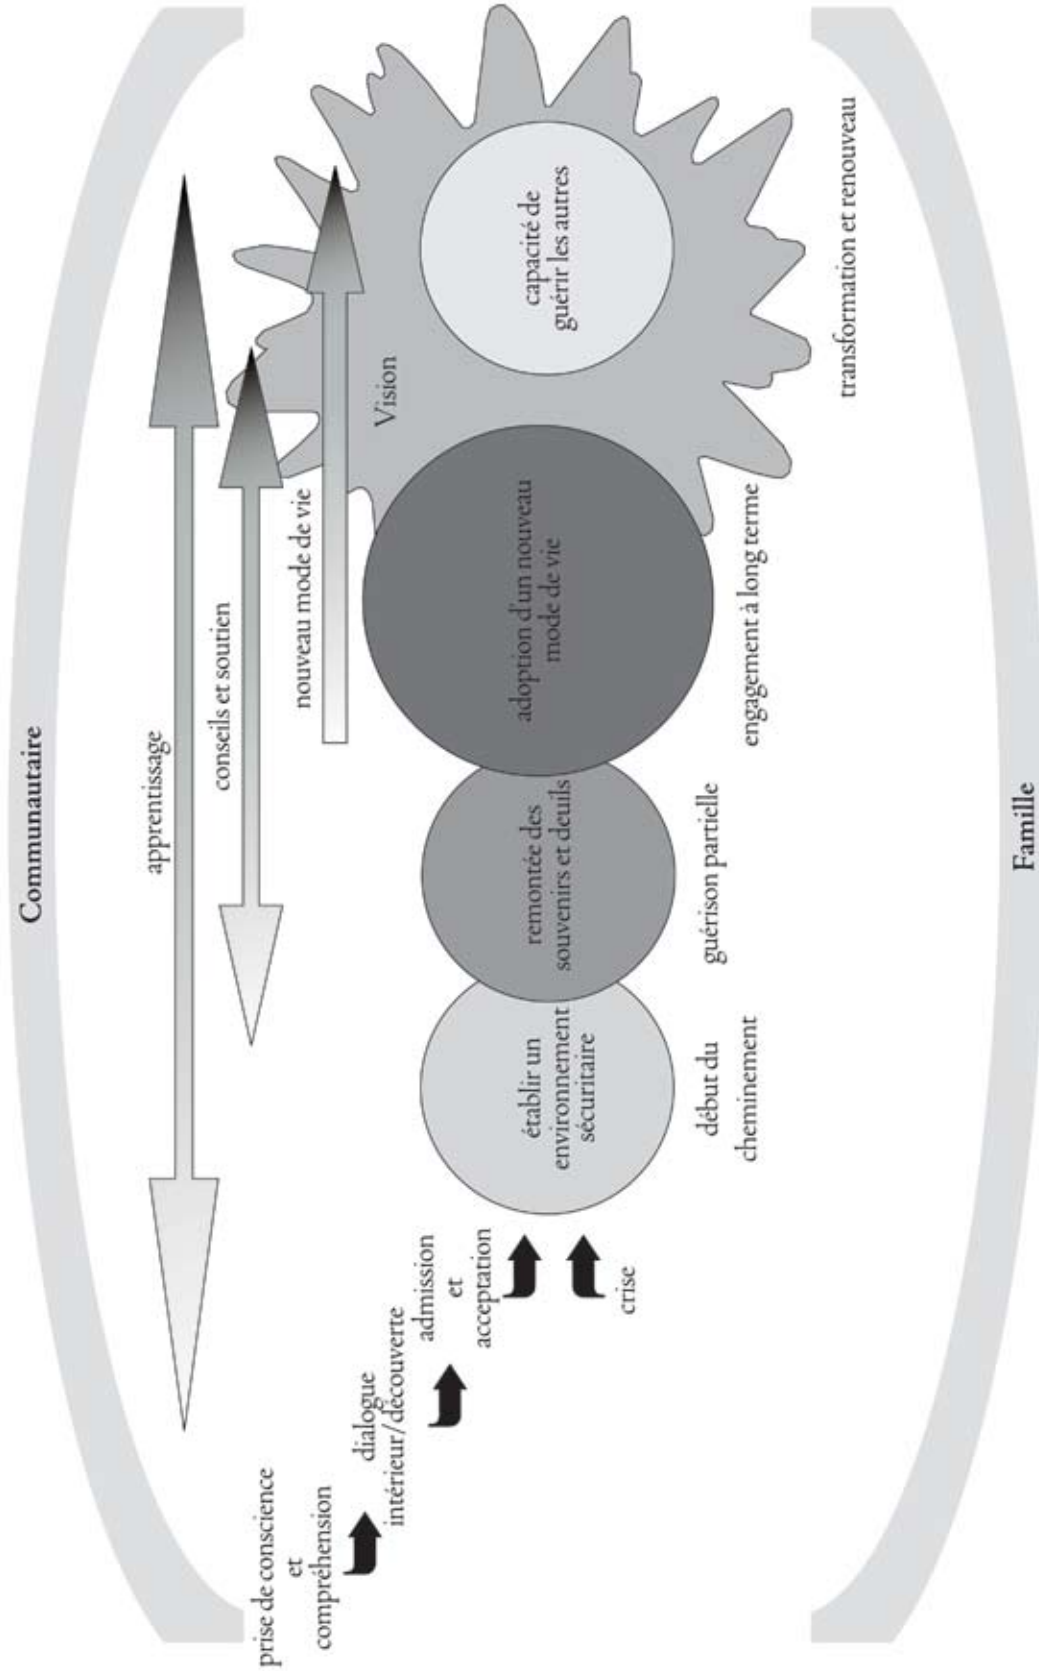 Communautaire
apprentissage
conseils et soutien
nouveau mode de vie
Vision
prise de conscience
et
compréhension
dialogue
intérieur/découverte
admission
et
acceptation
crise
établir un
environnement
sécuritaire
remontée des
souvenirs et deuils
adoption d'un nouveau
mode de vie
capacité de
guérir les autres
début du
cheminement
guérison partielle
engagement à long terme
transformation et renouveau
Famille